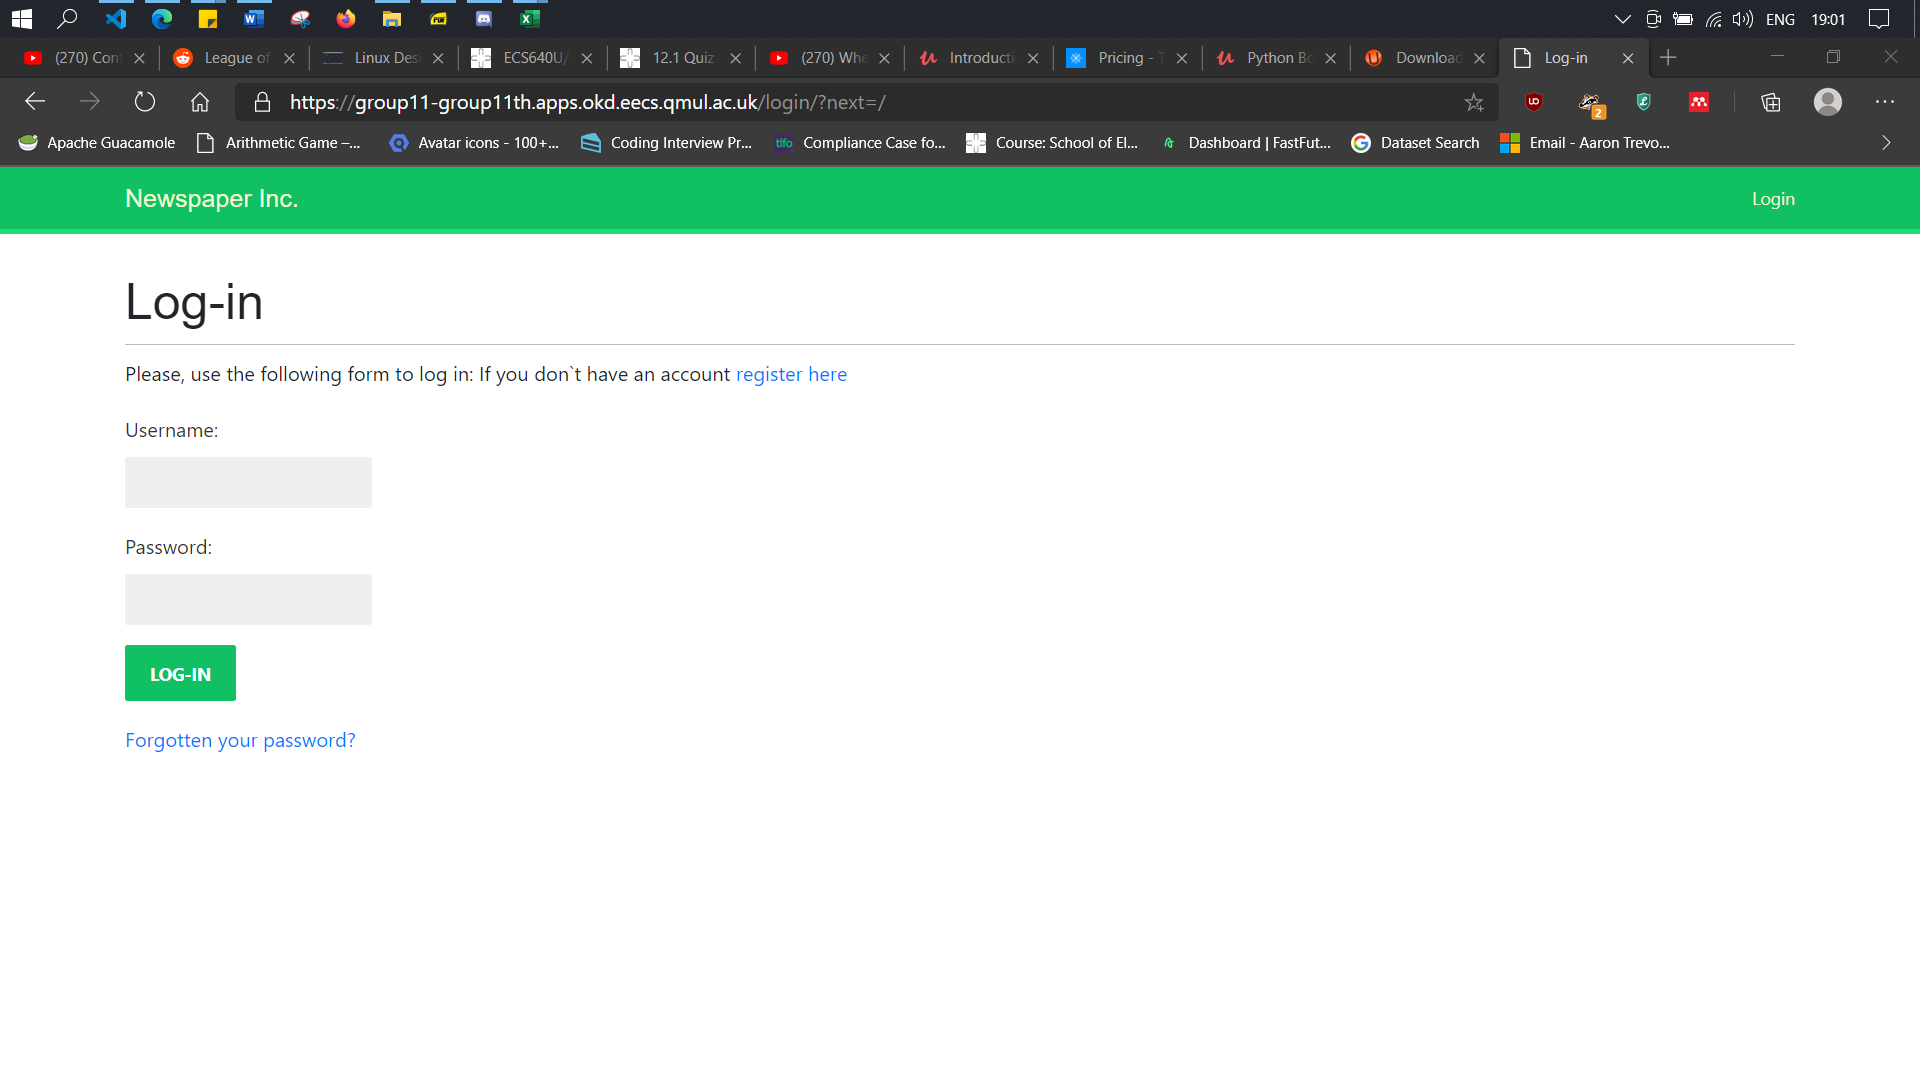 ENG 19:01
(270) Con League of Linux Des ECS640U/ 12.1 Quiz (270) Whe Introducti Pricing - T Python Bo Download Log-in
https://group11-group11th.apps.okd.eecs.qmul.ac.uk/login/?next=/ 2
Apache Guacamole Arithmetic Game –... Avatar icons - 100+... Coding Interview Pr... tifo Compliance Case fo... Course: School of El... Dashboard | FastFut... Dataset Search Email - Aaron Trevo...
Newspaper Inc. Login
Log-in
Please, use the following form to log in: If you don`t have an account register here
Username:
Password:
LOG-IN
Forgotten your password?